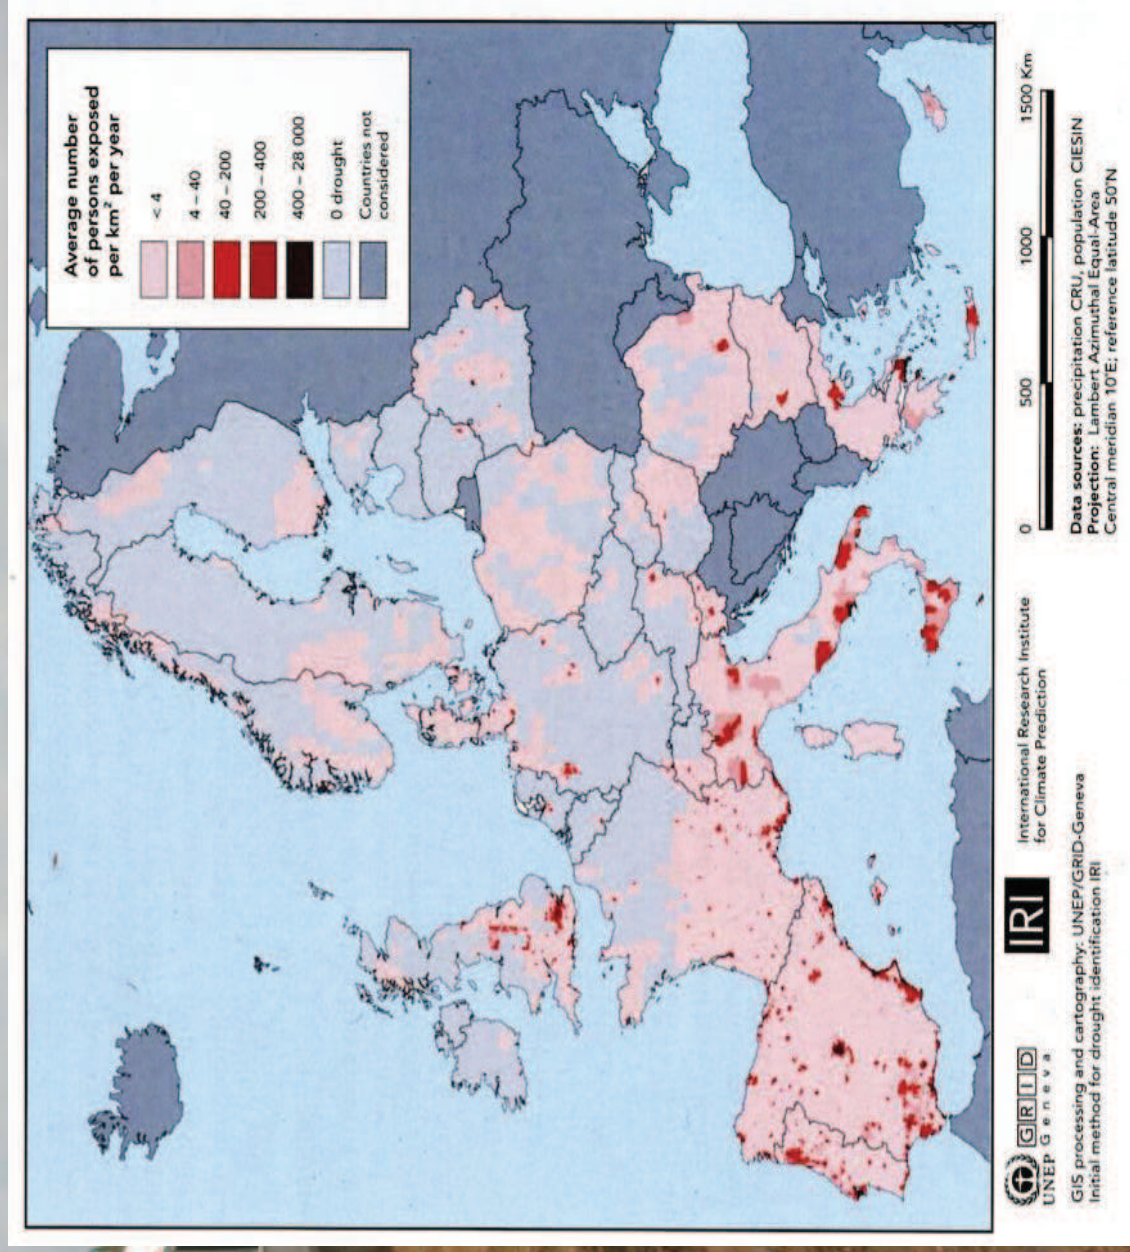 Average number
of persons exposed
per km² per year
< 4
4 – 40
40 – 200
200 – 400
400 – 28 000
0 drought
Countries not
considered
0 500 1000 1500 Km
UNEP
GRID
Geneva
IRI
International Research Institute
for Climate Prediction
GIS processing and cartography: UNEP/GRID-Geneva
Initial method for drought identification IRI
Data sources: precipitation CRU, population CIESIN
Projection: Lambert Azimuthal Equal-Area
Central meridian 10°E; reference latitude 50°N